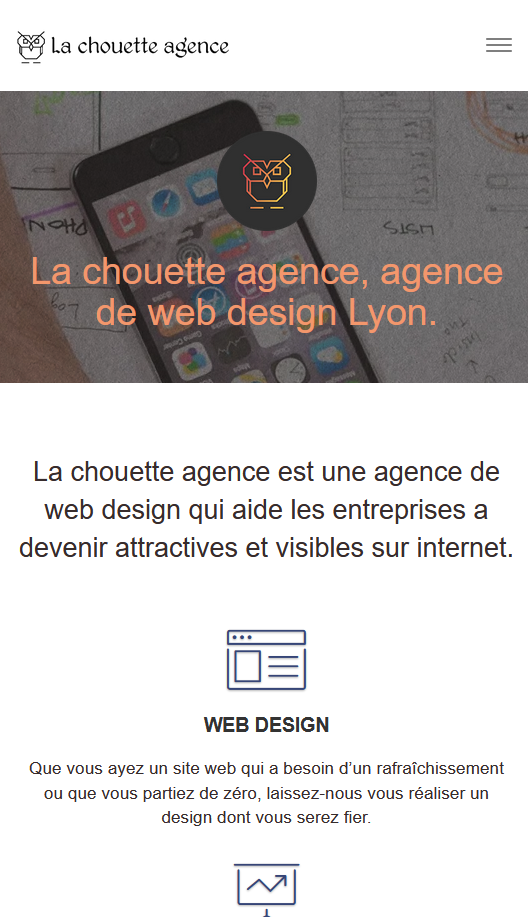 La chouette agence
La chouette agence, agence
de web design Lyon.
La chouette agence est une agence de
web design qui aide les entreprises a
devenir attractives et visibles sur internet.
WEB DESIGN
Que vous ayez un site web qui a besoin d’un rafraîchissement
ou que vous partiez de zéro, laissez-nous vous réaliser un
design dont vous serez fier.